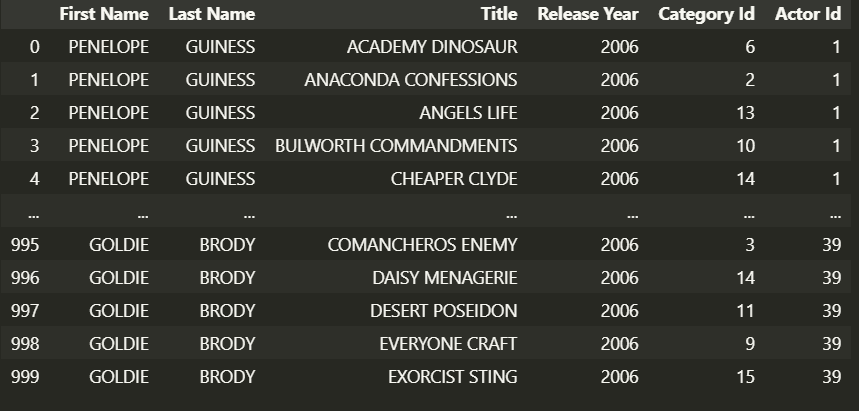 First Name Last Name Title Release Year Category Id Actor Id
0 PENELOPE GUINESS ACADEMY DINOSAUR 2006 6 1
1 PENELOPE GUINESS ANACONDA CONFESSIONS 2006 2 1
2 PENELOPE GUINESS ANGELS LIFE 2006 13 1
3 PENELOPE GUINESS BULWORTH COMMANDMENTS 2006 10 1
4 PENELOPE GUINESS CHEAPER CLYDE 2006 14 1
... ... ... ... ... ... ...
995 GOLDIE BRODY COMANCHEROS ENEMY 2006 3 39
996 GOLDIE BRODY DAISY MENAGERIE 2006 14 39
997 GOLDIE BRODY DESERT POSEIDON 2006 11 39
998 GOLDIE BRODY EVERYONE CRAFT 2006 9 39
999 GOLDIE BRODY EXORCIST STING 2006 15 39